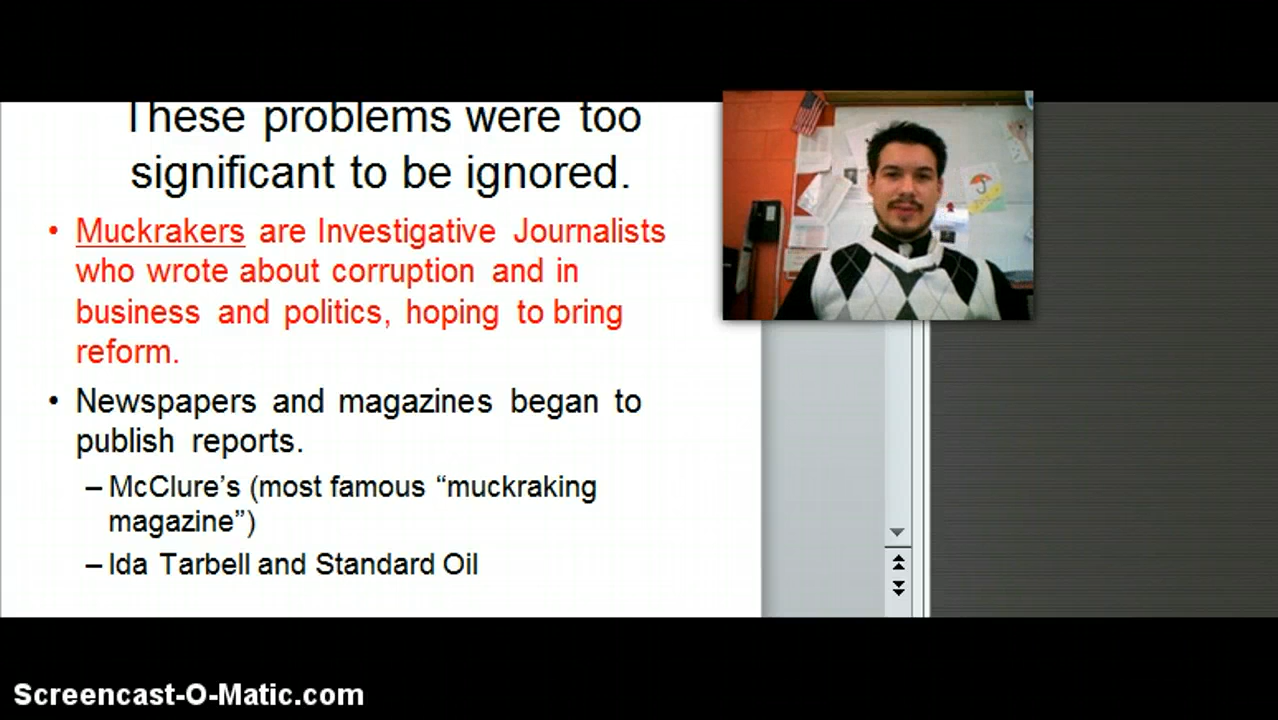 These problems were too
significant to be ignored.
• Muckrakers are Investigative Journalists
who wrote about corruption and in
business and politics, hoping to bring
reform.
• Newspapers and magazines began to
publish reports.
– McClure's (most famous “muckraking
magazine”)
– Ida Tarbell and Standard Oil
Screencast-O-Matic.com